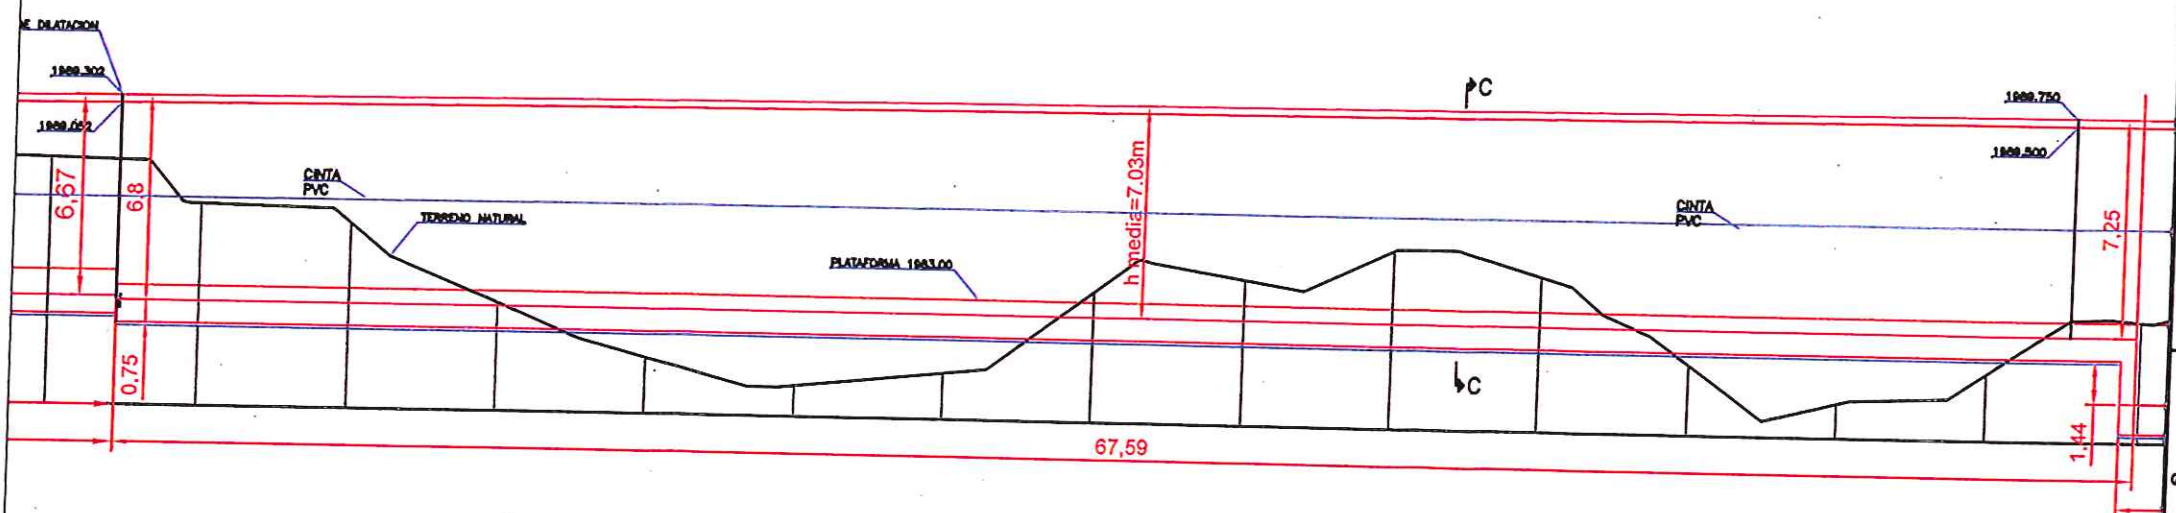 E DILATACION
1989.302
1989.052
6,67
6,8
0,75
CINTA
PVC
TERRENO NATURAL
PLATAFORMA 1983.00
h media=7.03m
C
C
67,59
CINTA
PVC
1989.750
1989.500
7,25
1,44